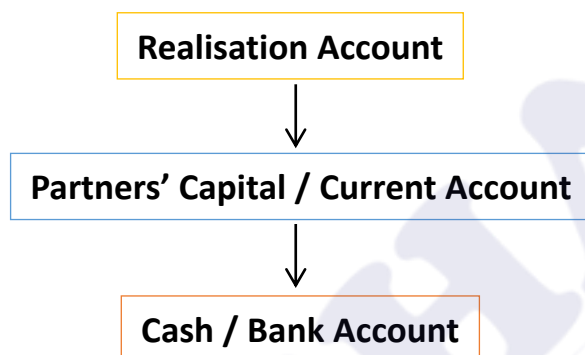 Realisation Account
Partners’ Capital / Current Account
Cash / Bank Account